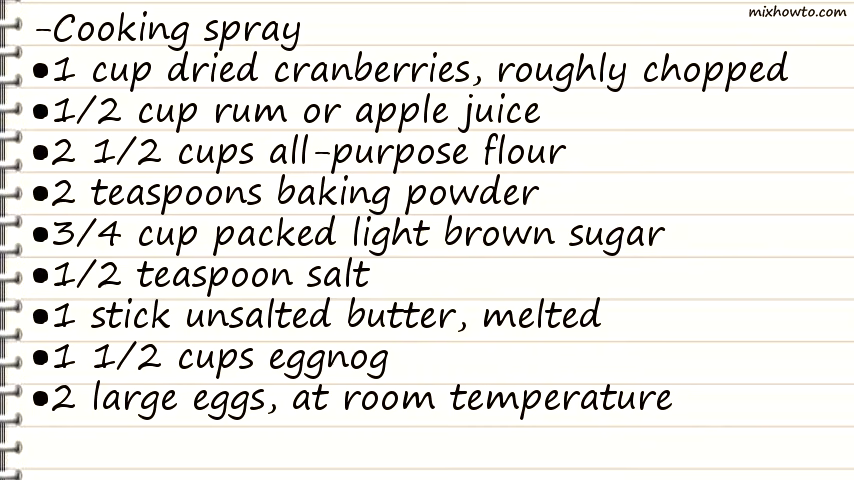 mixhowto.com
-Cooking spray
•1 cup dried cranberries, roughly chopped
•1/2 cup rum or apple juice
•2 1/2 cups all-purpose flour
•2 teaspoons baking powder
•3/4 cup packed light brown sugar
•1/2 teaspoon salt
•1 stick unsalted butter, melted
•1 1/2 cups eggnog
•2 large eggs, at room temperature